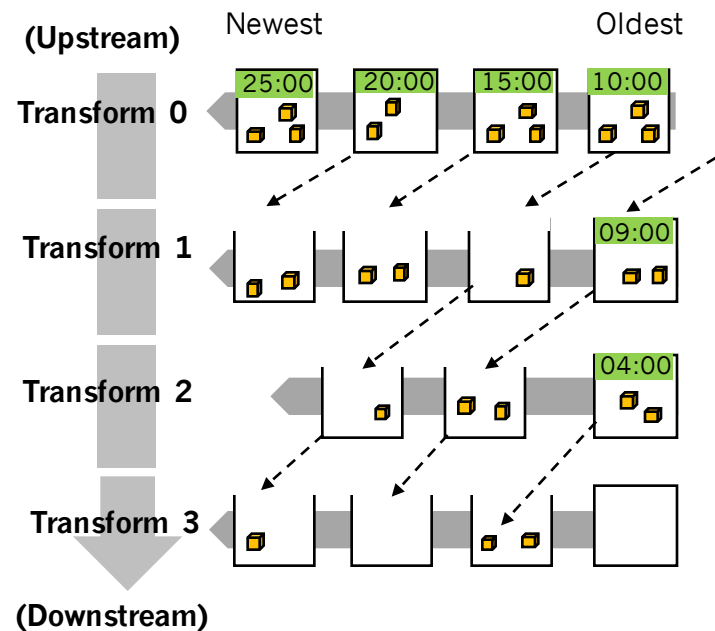 Newest
Oldest
(Upstream)
25:00
20:00
15:00
10:00
Transform 0
Transform 1
09:00
Transform 2
04:00
Transform 3
(Downstream)